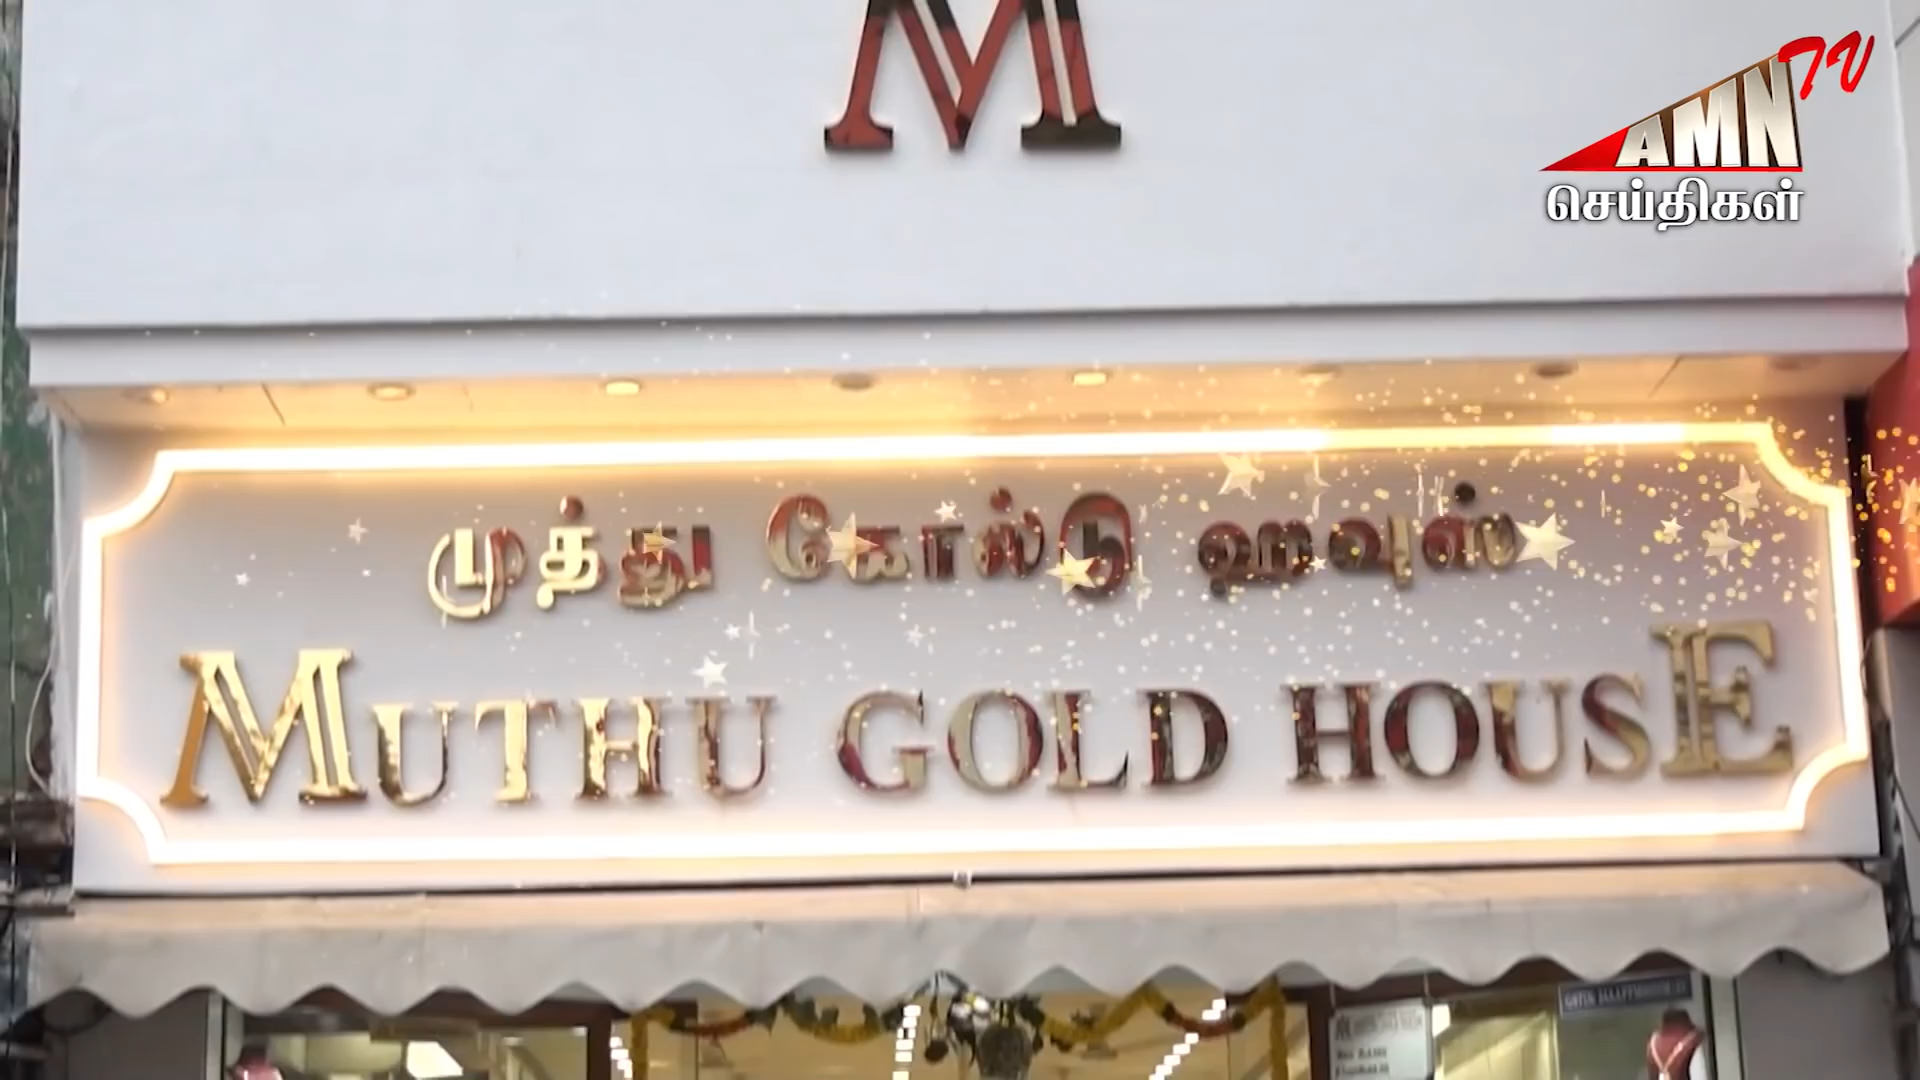 M
AMN TV
செய்திகள்
முத்து கோல்டு ஹவுஸ்
MUTHU GOLD HOUSE